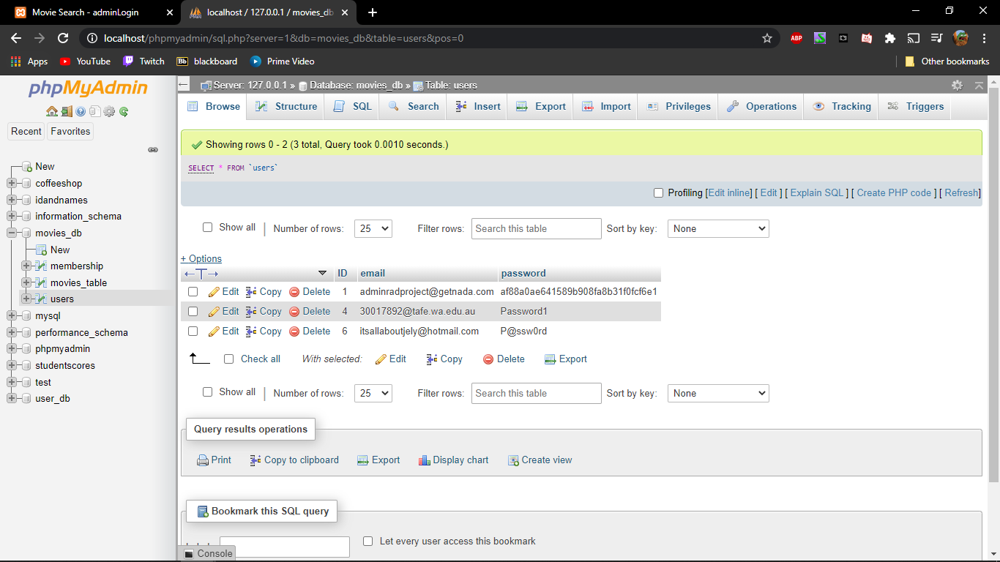 Movie Search - adminLogin
localhost / 127.0.0.1 / movies_db
localhost/phpmyadmin/sql.php?server=1&db=movies_db&table=users&pos=0
ABP
Apps YouTube Twitch Bb blackboard Prime Video Other bookmarks
phpMyAdmin
Recent Favorites
New
coffeeshop
idandnames
information_schema
movies_db
New
membership
movies_table
users
mysql
performance_schema
phpmyadmin
studentscores
test
user_db
Server: 127.0.0.1 » Database: movies_db » Table: users
Browse Structure SQL Search Insert Export Import Privileges Operations Tracking Triggers
Showing rows 0 - 2 (3 total, Query took 0.0010 seconds.)
SELECT * FROM `users`
Profiling [Edit inline] [ Edit ] [ Explain SQL ] [ Create PHP code ] [ Refresh]
Show all | Number of rows: 25 Filter rows: Search this table Sort by key: None
+ Options
←T→ ID email password
Edit Copy Delete 1 adminradproject@getnada.com af88a0ae641589b908fa8b31f0fcf6e1
Edit Copy Delete 4 30017892@tafe.wa.edu.au Password1
Edit Copy Delete 6 itsallaboutjely@hotmail.com P@ssw0rd
Check all With selected: Edit Copy Delete Export
Show all | Number of rows: 25 Filter rows: Search this table Sort by key: None
Query results operations
Print Copy to clipboard Export Display chart Create view
Bookmark this SQL query
Let every user access this bookmark
Console